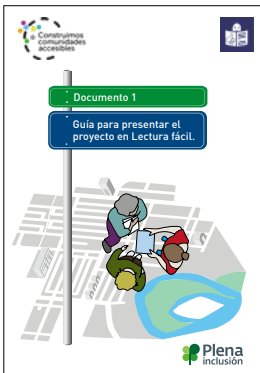 Construimos
comunidades
accesibles
Documento 1
Guía para presentar el
proyecto en Lectura fácil.
Plena
inclusión